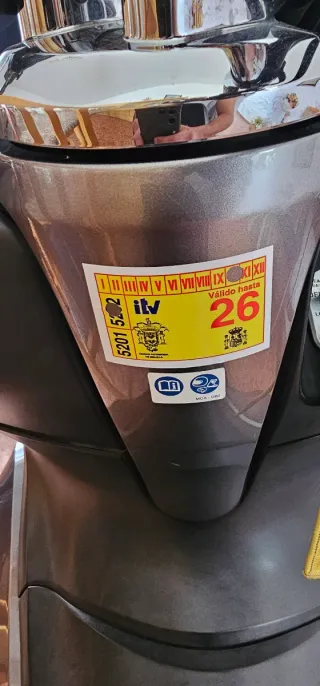 I II III IV V VI VII VIII IX XI XII
5201
itv
Válido hasta
26